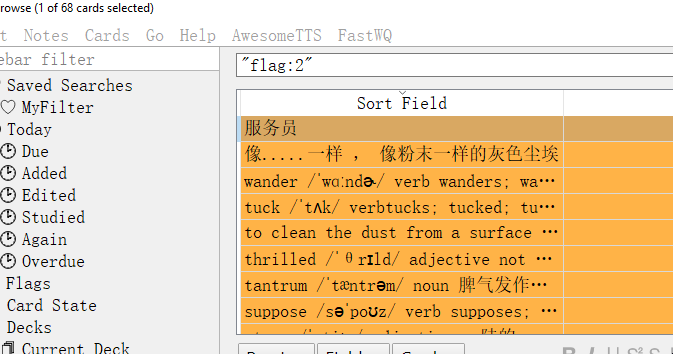 rowse (1 of 68 cards selected)
t Notes Cards Go Help AwesomeTTS FastWQ
ebar filter
"flag:2"
Saved Searches
Sort Field
MyFilter
服务员
Today
像.....一样 , 像粉末一样的灰色尘埃
Due
Added
wander /ˈwɑːndɚ/ verb wanders; wa…
Edited
tuck /ˈtʌk/ verbtucks; tucked; tu…
Studied
to clean the dust from a surface …
Again
thrilled /ˈθrɪld/ adjective not …
Overdue
tantrum /ˈtæntrəm/ noun 脾气发作…
Flags
Card State
suppose /səˈpoʊz/ verb supposes; …
Decks
Current Deck